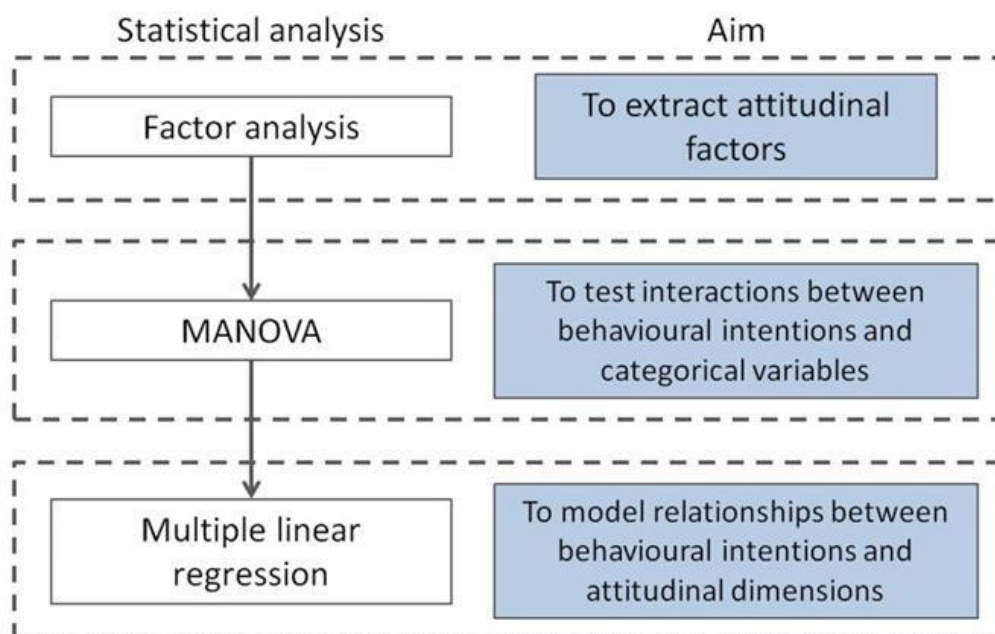 Statistical analysis
Aim
Factor analysis
To extract attitudinal
factors
MANOVA
To test interactions between
behavioural intentions and
categorical variables
Multiple linear
regression
To model relationships between
behavioural intentions and
attitudinal dimensions